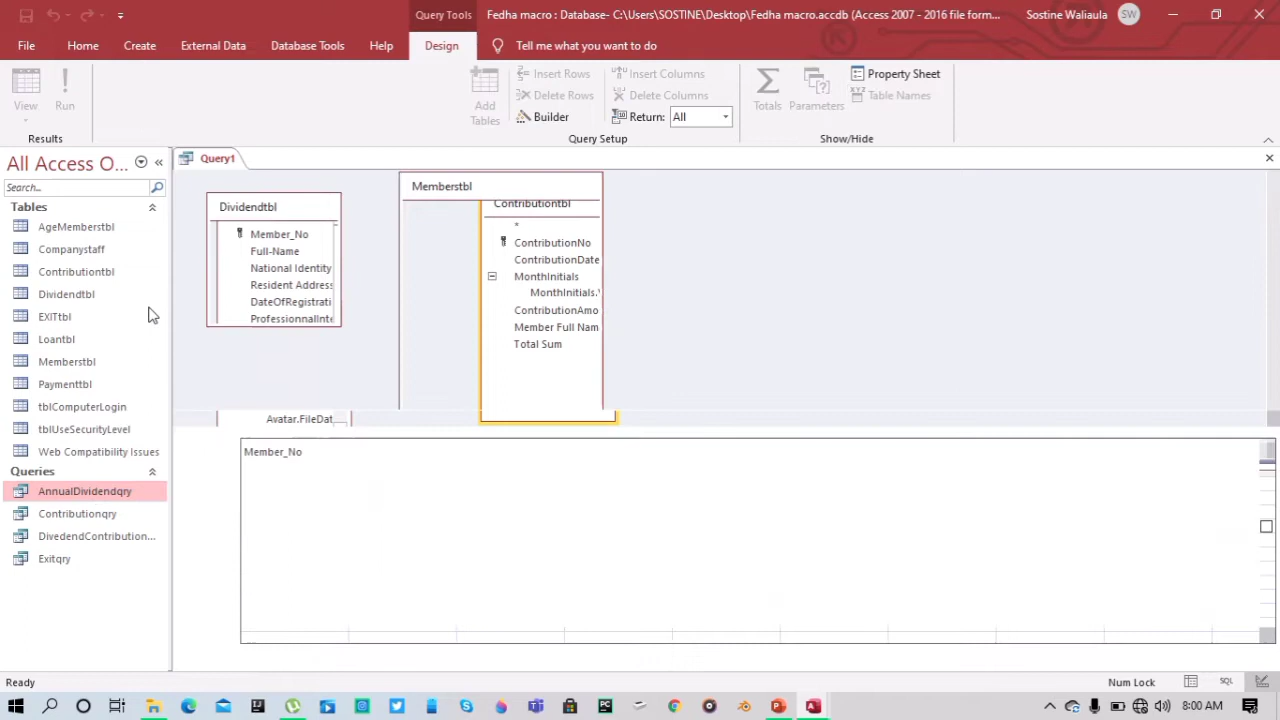 Query Tools
Fedha macro : Database- C:\Users\SOSTINE\Desktop\Fedha macro.accdb (Access 2007 - 2016 file form...
Sostine Waliaula
SW
File
Home
Create
External Data
Database Tools
Help
Design
Tell me what you want to do
View
Run
Results
Add Tables
Insert Rows
Delete Rows
Builder
Insert Columns
Delete Columns
Return: All
Query Setup
Totals
Parameters
Property Sheet
Table Names
Show/Hide
All Access O...
Search...
Tables
AgeMemberstbl
Companystaff
Contributiontbl
Dividendtbl
EXITtbl
Loantbl
Memberstbl
Paymenttbl
tblComputerLogin
tblUseSecurityLevel
Web Compatibility Issues
Queries
AnnualDividendqry
Contributionqry
DivedendContribution...
Exitqry
Query1
Dividendtbl
Member_No
Full-Name
National Identity
Resident Address
DateOfRegistrati
ProfessionnalInte
Memberstbl
Contributiontbl
*
ContributionNo
ContributionDate
MonthInitials
MonthInitials.
ContributionAmo
Member Full Nam
Total Sum
Avatar.FileDat
Member_No
Ready
Num Lock
SQL
8:00 AM